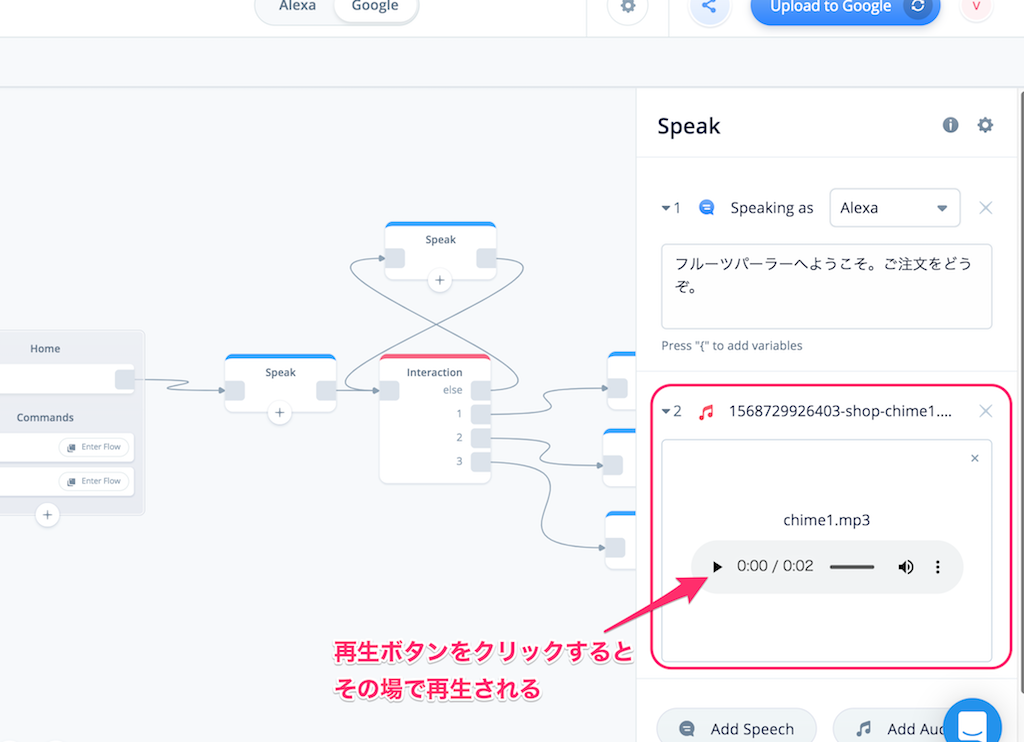 Alexa
Google
Upload to Google
V
Speak
1
Speaking as
Alexa
フルーツパーラーへようこそ。ご注文をどう
ぞ。
Press "{" to add variables
2
1568729926403-shop-chime1....
chime1.mp3
0:00 / 0:02
Add Speech
Add
Speak
Home
Commands
Enter Flow
Enter Flow
Speak
Interaction
else
1
2
3
再生ボタンをクリックすると
その場で再生される